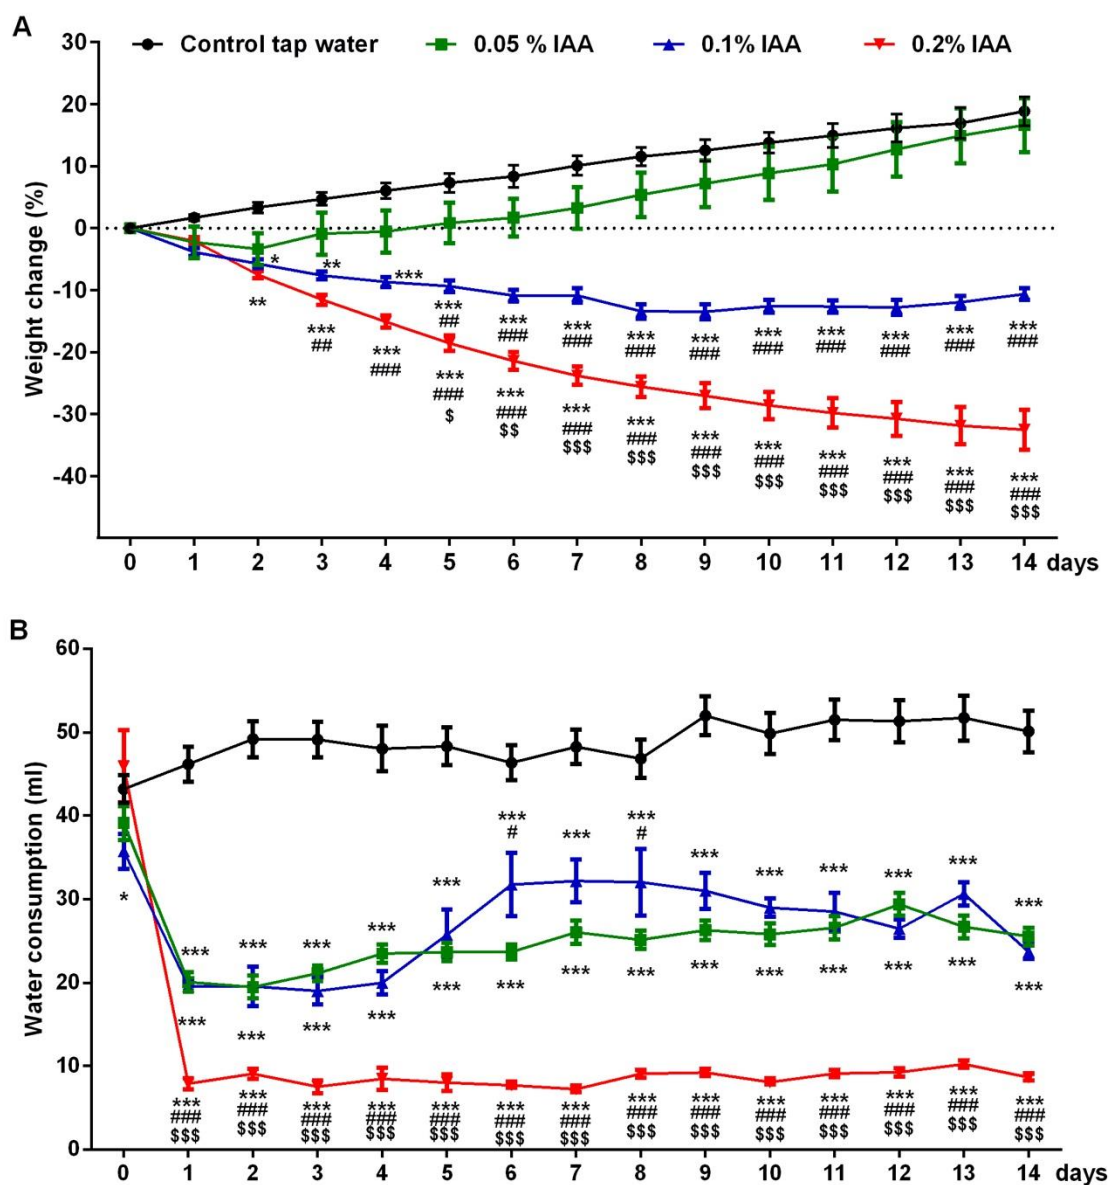 A
30
Control tap water 0.05 % IAA 0.1% IAA 0.2% IAA
20
10
0
-10
-20
-30
-40
Weight change (%)
* ** ***
** *** *** *** *** *** *** *** *** *** *** ***
## ### ### ### ### ### ### ### ### ###
*** *** *** *** *** *** *** *** *** *** *** ***
## ### ### ### ### ### ### ### ### ### ### ###
$ $$ $$$ $$$ $$$ $$$ $$$ $$$ $$$ $$$
0 1 2 3 4 5 6 7 8 9 10 11 12 13 14 days
B
60
50
40
30
20
10
0
Water consumption (ml)
*** *** *** *** *** *** *** *** *** *** *** *** *** ***
# #
*
*** *** *** *** *** *** *** *** *** *** *** *** *** ***
*** *** *** *** *** *** *** *** *** *** *** *** *** ***
### ### ### ### ### ### ### ### ### ### ### ### ### ###
$$$ $$$ $$$ $$$ $$$ $$$ $$$ $$$ $$$ $$$ $$$ $$$ $$$ $$$
0 1 2 3 4 5 6 7 8 9 10 11 12 13 14 days